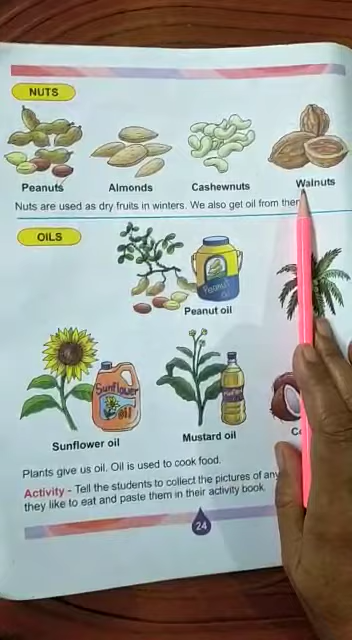 NUTS
Peanuts Almonds Cashewnuts Walnuts
Nuts are used as dry fruits in winters. We also get oil from
OILS
Peanut oil
Peanut oil
Sunflower oil
Sunflower oil Mustard oil
Plants give us oil. Oil is used to cook food.
Activity - Tell the students to collect the pictures of any
they like to eat and paste them in their activity book.
24